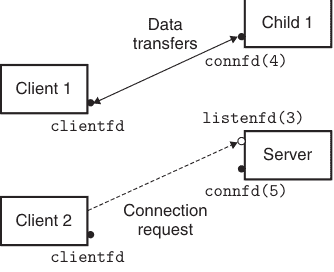 Data
transfers
Child 1
connfd(4)
Client 1
clientfd
listenfd(3)
Server
connfd(5)
Client 2
Connection
request
clientfd